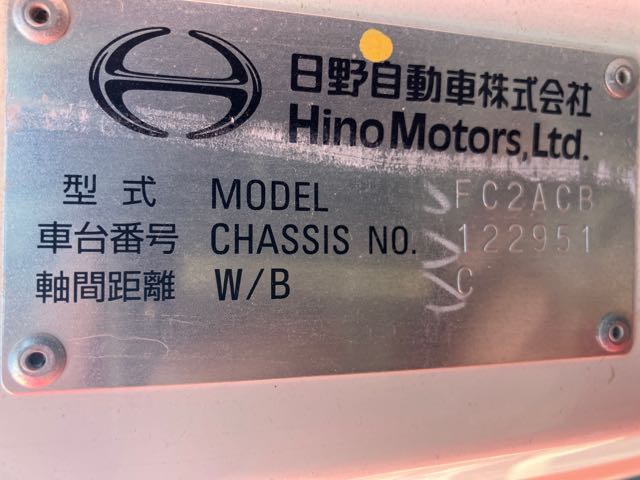 日野自動車株式会社
Hino Motors, Ltd.
型式 MODEL FC2ACB
車台番号 CHASSIS NO. 122951
軸間距離 W/B C